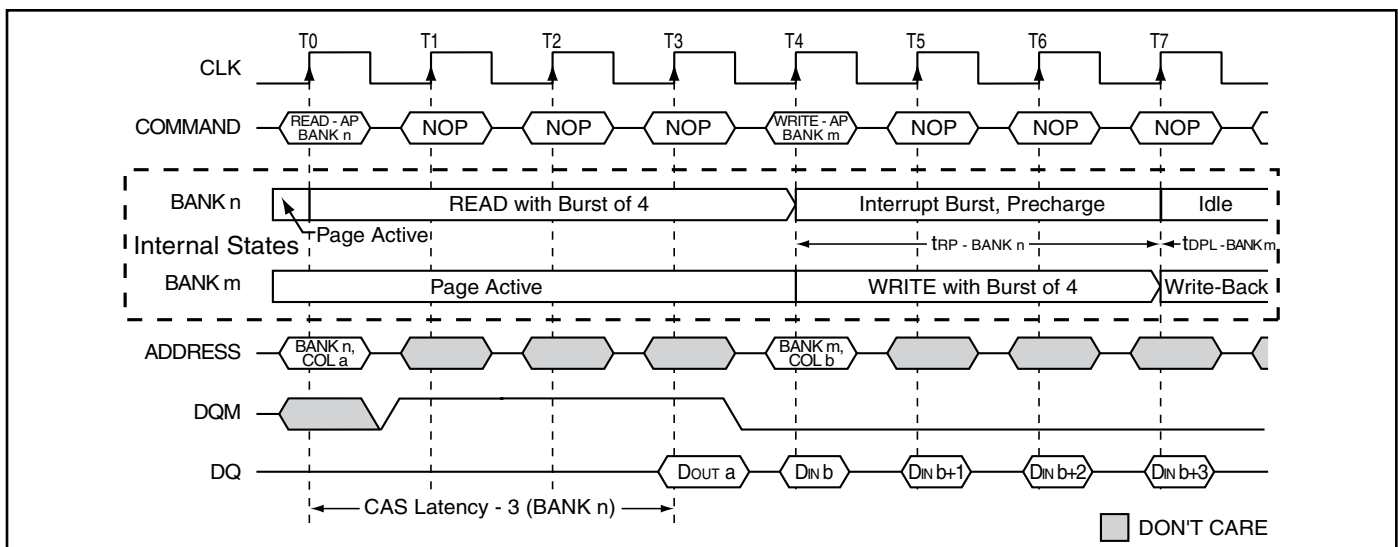 T0 T1 T2 T3 T4 T5 T6 T7
CLK
COMMAND READ - AP BANK n NOP NOP NOP WRITE - AP BANK m NOP NOP NOP
BANK n READ with Burst of 4 Interrupt Burst, Precharge Idle
Internal States Page Active tRP - BANK n tDPL - BANK m
BANK m Page Active WRITE with Burst of 4 Write-Back
ADDRESS BANK n, COL a BANK m, COL b
DQM
DQ DOUT a DIN b DIN b+1 DIN b+2 DIN b+3
CAS Latency - 3 (BANK n)
DON'T CARE